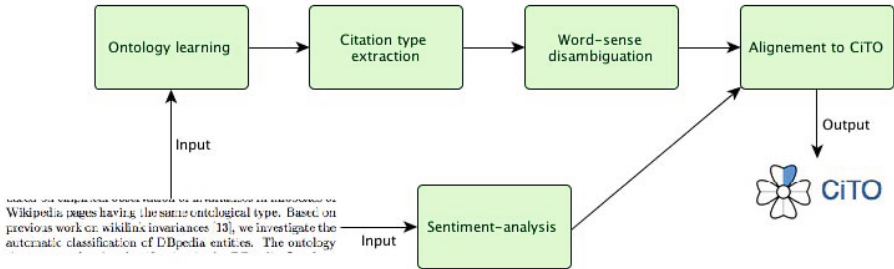 Ontology learning
Citation type
extraction
Word-sense
disambiguation
Alignement to CiTO
Input
Output
CiTO
Wikipedia pages having the same ontological type. Based on
previous work on wikilink invariances [13], we investigate the
automatic classification of DBpedia entities. The ontology
Input
Sentiment-analysis